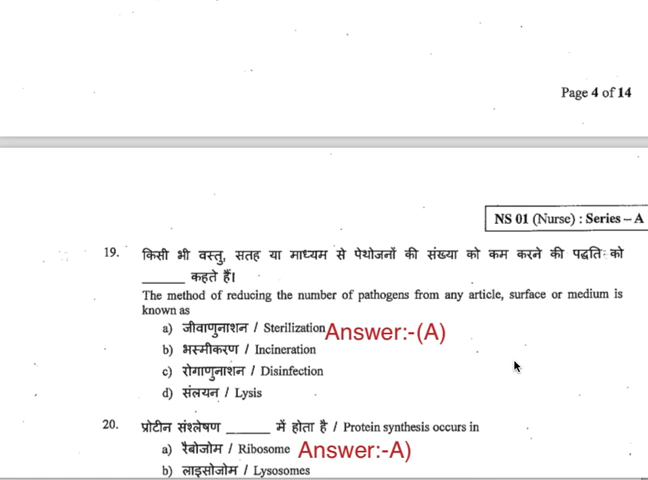 Page 4 of 14
NS 01 (Nurse) : Series – A
19. किसी भी वस्तु, सतह या माध्यम से पेथोजनों की संख्या को कम करने की पद्धति को
______ कहते हैं।
The method of reducing the number of pathogens from any article, surface or medium is
known as
a) जीवाणुनाशन / Sterilization Answer:-(A)
b) भस्मीकरण / Incineration
c) रोगाणुनाशन / Disinfection
d) संलयन / Lysis
20. प्रोटीन संश्लेषण ______ में होता है / Protein synthesis occurs in
a) रैबोजोम / Ribosome Answer:-A)
b) लाइसोजोम / Lysosomes